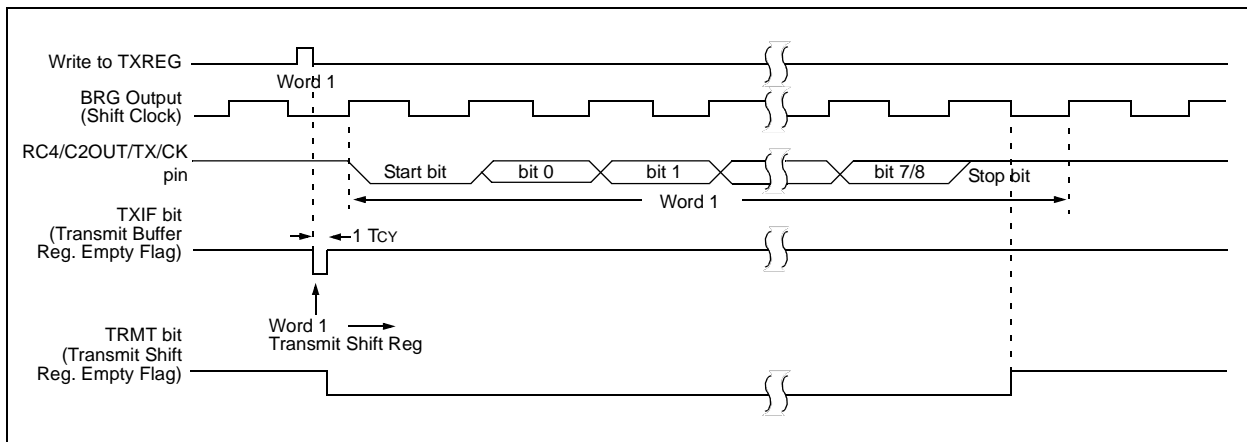 Write to TXREG
Word 1
BRG Output
(Shift Clock)
RC4/C2OUT/TX/CK
pin
Start bit
bit 0
bit 1
bit 7/8
Stop bit
Word 1
TXIF bit
(Transmit Buffer
Reg. Empty Flag)
1 TCY
Word 1
Transmit Shift Reg
TRMT bit
(Transmit Shift
Reg. Empty Flag)